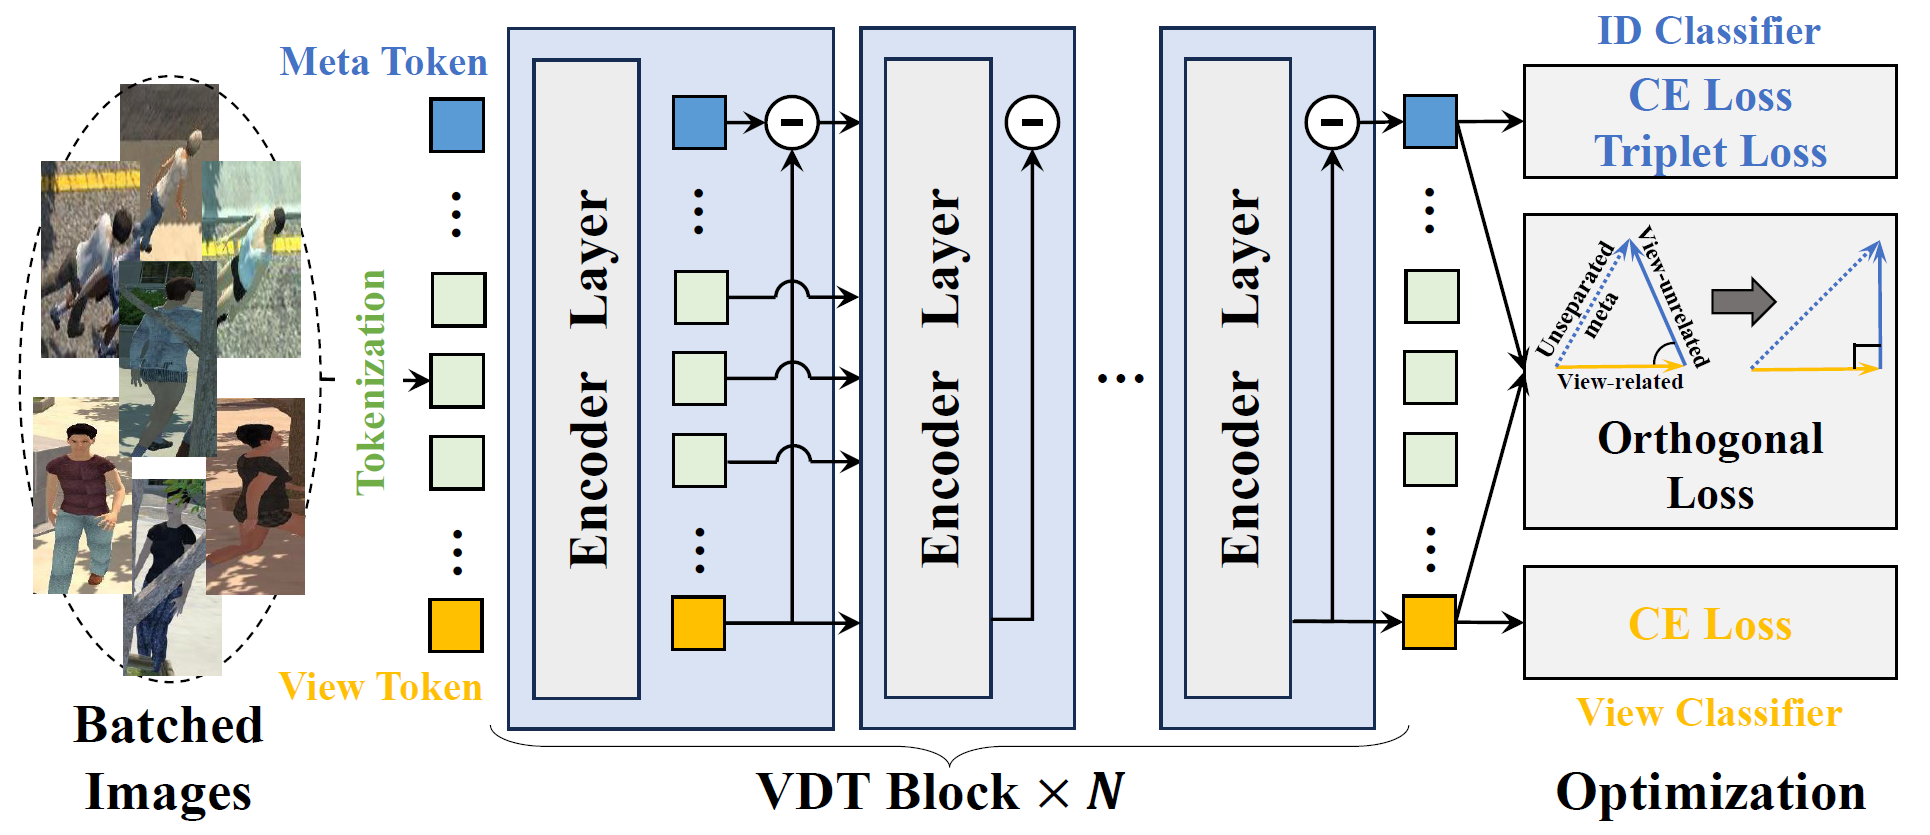 Meta Token
Tokenization
View Token
Batched
Images
Encoder Layer
Encoder Layer
Encoder Layer
VDT Block × N
ID Classifier
CE Loss
Triplet Loss
Unseparated
meta
View-unrelated
View-related
Orthogonal
Loss
CE Loss
View Classifier
Optimization